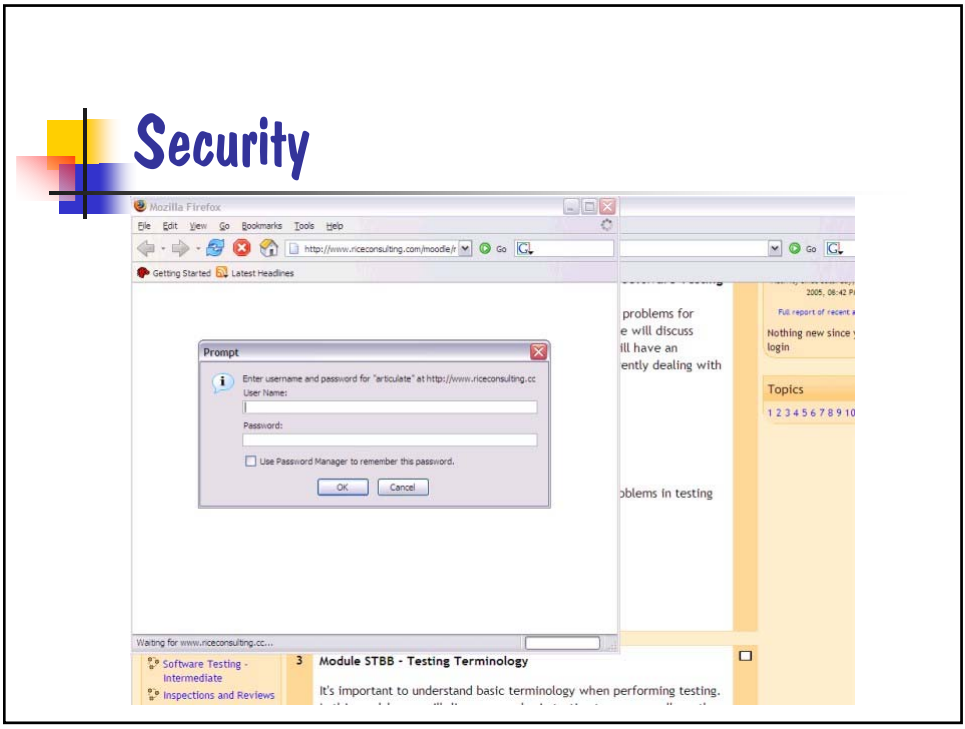 Security
Mozilla Firefox
File Edit View Go Bookmarks Tools Help
http://www.riceconsulting.com/moodle/r Go G
Go G
Getting Started Latest Headlines
2005, 08:42 P
problems for
Full report of recent a
e will discuss
Nothing new since
ill have an
login
ently dealing with
Prompt
Enter username and password for "articulate" at http://www.riceconsulting.cc
User Name:
Topics
1 2 3 4 5 6 7 8 9 10
Password:
Use Password Manager to remember this password.
OK Cancel
oblems in testing
Waiting for www.riceconsulting.cc...
Software Testing -
Intermediate
Inspections and Reviews
3 Module STBB - Testing Terminology
It's important to understand basic terminology when performing testing.